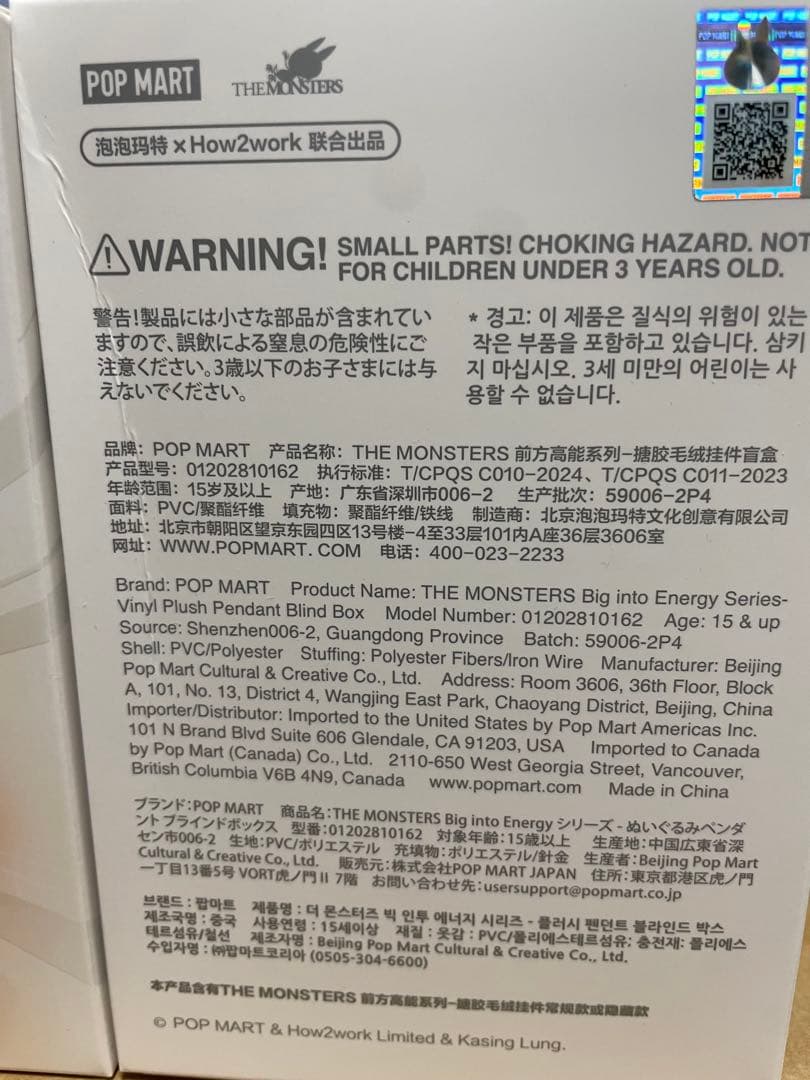 POP MART
THE MONSTERS
POP MART
POP MART
泡泡玛特 × How2work 联合出品
WARNING! SMALL PARTS! CHOKING HAZARD. NOT
FOR CHILDREN UNDER 3 YEARS OLD.
警告!製品には小さな部品が含まれてい
ますので、誤飲による窒息の危険性にご
注意ください。3歳以下のお子さまには与
えないでください。
* 경고: 이 제품은 질식의 위험이 있는
작은 부품을 포함하고 있습니다. 삼키
지 마십시오. 3세 미만의 어린이는 사
용할 수 없습니다.
品牌：POP MART 产品名称：THE MONSTERS 前方高能系列-搪胶毛绒挂件盲盒
产品型号：01202810162 执行标准：T/CPQS C010-2024、T/CPQS C011-2023
年龄范围：15岁及以上 产地：广东省深圳市006-2 生产批次：59006-2P4
面料：PVC/聚酯纤维 填充物：聚酯纤维/铁线 制造商：北京泡泡玛特文化创意有限公司
地址：北京市朝阳区望京东园四区13号楼-4至33层101内A座36层3606室
网址：WWW.POPMART.COM 电话：400-023-2233
Brand: POP MART Product Name: THE MONSTERS Big into Energy Series-
Vinyl Plush Pendant Blind Box Model Number: 01202810162 Age: 15 & up
Source: Shenzhen006-2, Guangdong Province Batch: 59006-2P4
Shell: PVC/Polyester Stuffing: Polyester Fibers/Iron Wire Manufacturer: Beijing
Pop Mart Cultural & Creative Co., Ltd. Address: Room 3606, 36th Floor, Block
A, 101, No. 13, District 4, Wangjing East Park, Chaoyang District, Beijing, China
Importer/Distributor: Imported to the United States by Pop Mart Americas Inc.
101 N Brand Blvd Suite 606 Glendale, CA 91203, USA Imported to Canada
by Pop Mart (Canada) Co., Ltd. 2110-650 West Georgia Street, Vancouver,
British Columbia V6B 4N9, Canada www.popmart.com Made in China
ブランド:POP MART 商品名:THE MONSTERS Big into Energy シリーズ - ぬいぐるみペンダ
ント ブラインドボックス 型番:01202810162 対象年齢:15歳以上 生産地:中国広東省深
セン市006-2 生地:PVC/ポリエステル 充填物:ポリエステル/針金 生産者:Beijing Pop Mart
Cultural & Creative Co., Ltd. 販売元:株式会社POP MART JAPAN 住所:東京都港区虎ノ門
一丁目13番5号 VORT虎ノ門Ⅱ 7階 お問い合わせ先:usersupport@popmart.co.jp
브랜드 : 팝마트 제품명 : 더 몬스터즈 빅 인투 에너지 시리즈 - 플러시 펜던트 블라인드 박스
제조국명 : 중국 사용연령 : 15세이상 재질 : 옷감 : PVC/폴리에스테르섬유; 충전재: 폴리에스
테르섬유/철선 제조자명 : Beijing Pop Mart Cultural & Creative Co., Ltd.
수입자명 : ㈜팝마트코리아 (0505-304-6600)
本产品含有THE MONSTERS 前方高能系列-搪胶毛绒挂件常规款或隐藏款
© POP MART & How2work Limited & Kasing Lung.